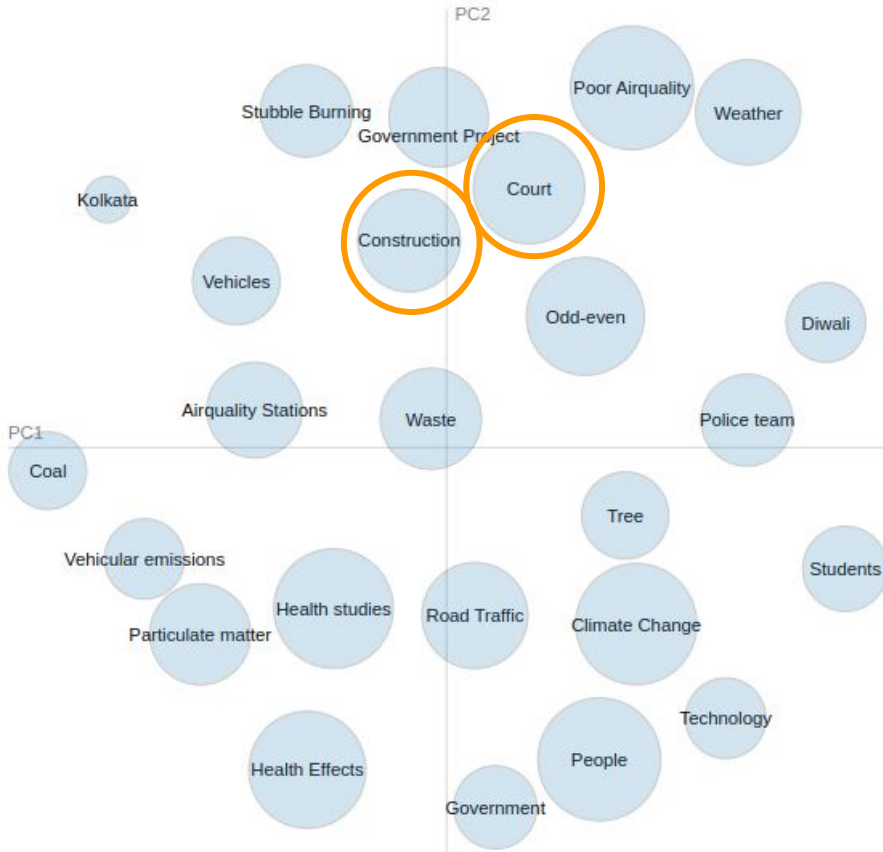 PC2
Poor Airquality
Stubble Burning
Weather
Government Project
Court
Kolkata
Construction
Vehicles
Odd-even
Diwali
Airquality Stations
Waste
Police team
PC1
Coal
Tree
Vehicular emissions
Students
Health studies
Road Traffic
Climate Change
Particulate matter
Technology
People
Health Effects
Government